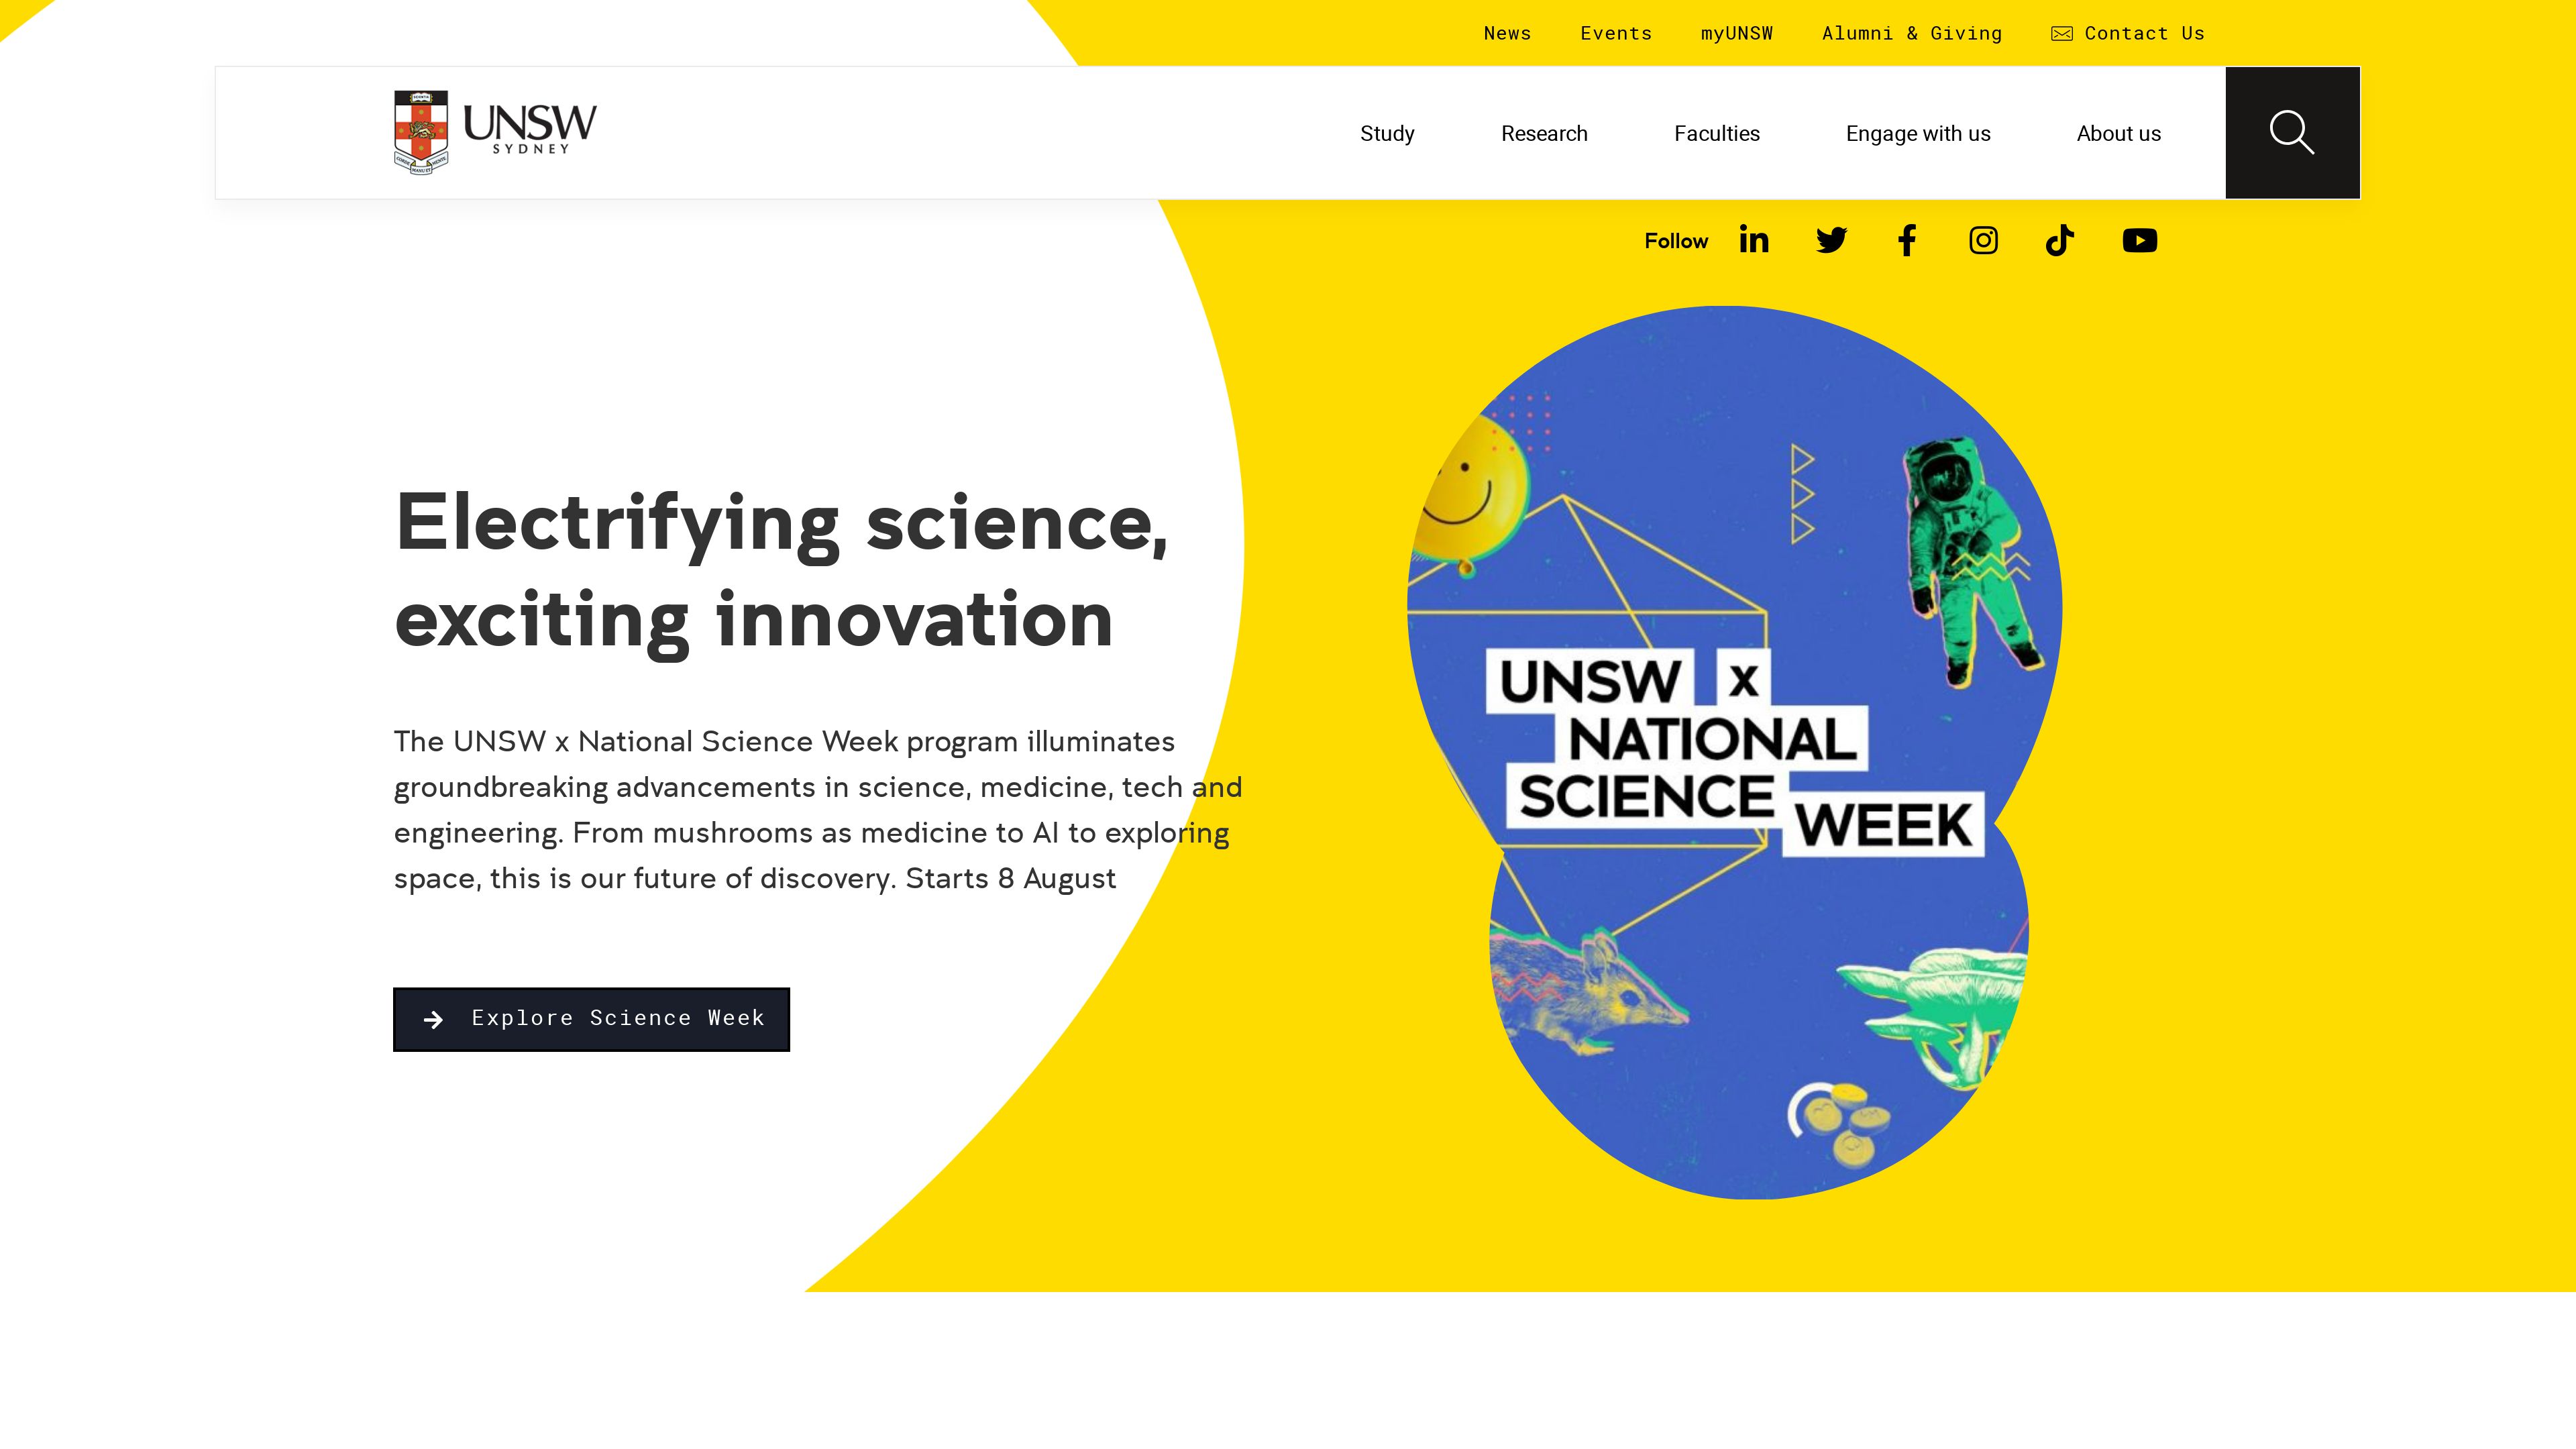 News Events myUNSW Alumni & Giving Contact Us
UNSW
SYDNEY
Study Research Faculties Engage with us About us
Follow
Electrifying science,
exciting innovation
The UNSW x National Science Week program illuminates
groundbreaking advancements in science, medicine, tech and
engineering. From mushrooms as medicine to AI to exploring
space, this is our future of discovery. Starts 8 August
Explore Science Week
UNSW x
NATIONAL
SCIENCE
WEEK